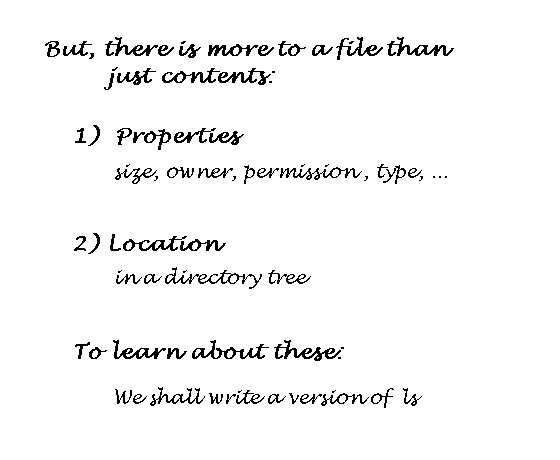 But, there is more to a file than
just contents:
1) Properties
size, owner, permission, type, ...
2) Location
in a directory tree
To learn about these:
We shall write a version of ls